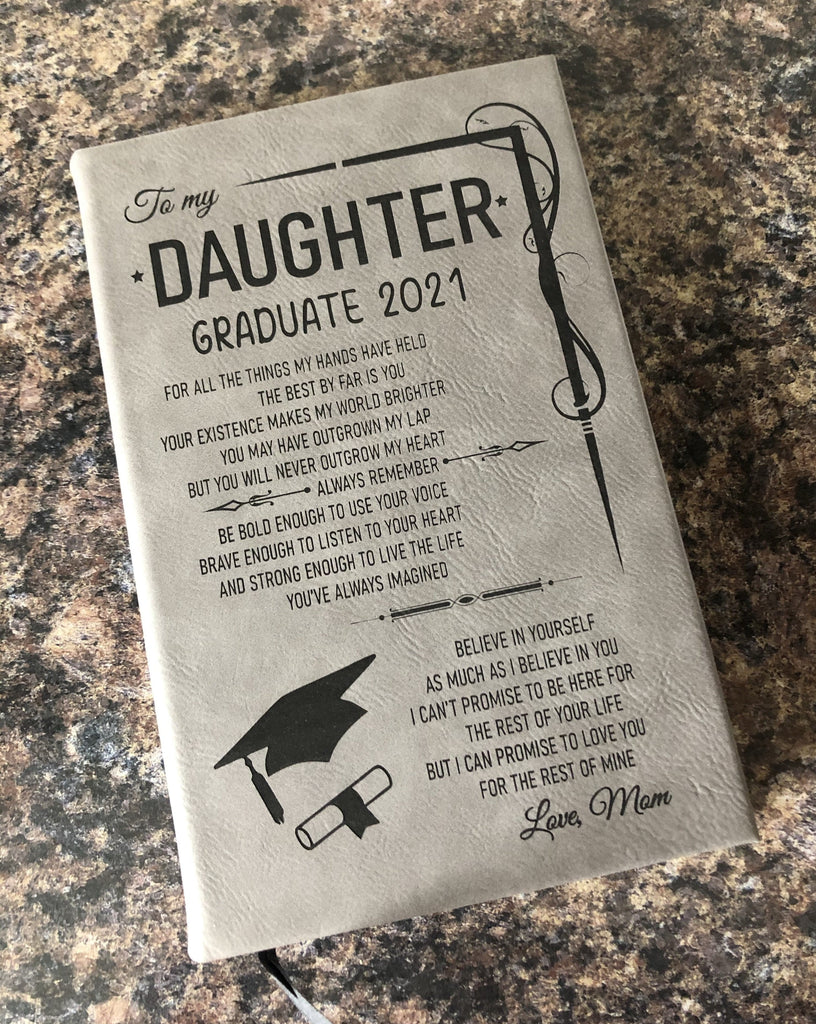 To my
DAUGHTER
GRADUATE 2021
FOR ALL THE THINGS MY HANDS HAVE HELD
THE BEST BY FAR IS YOU
YOUR EXISTENCE MAKES MY WORLD BRIGHTER
YOU MAY HAVE OUTGROWN MY LAP
BUT YOU WILL NEVER OUTGROW MY HEART
ALWAYS REMEMBER
BE BOLD ENOUGH TO USE YOUR VOICE
BRAVE ENOUGH TO LISTEN TO YOUR HEART
AND STRONG ENOUGH TO LIVE THE LIFE
YOU'VE ALWAYS IMAGINED
BELIEVE IN YOURSELF
AS MUCH AS I BELIEVE IN YOU
I CAN'T PROMISE TO BE HERE FOR
THE REST OF YOUR LIFE
BUT I CAN PROMISE TO LOVE YOU
FOR THE REST OF MINE
Love, Mom